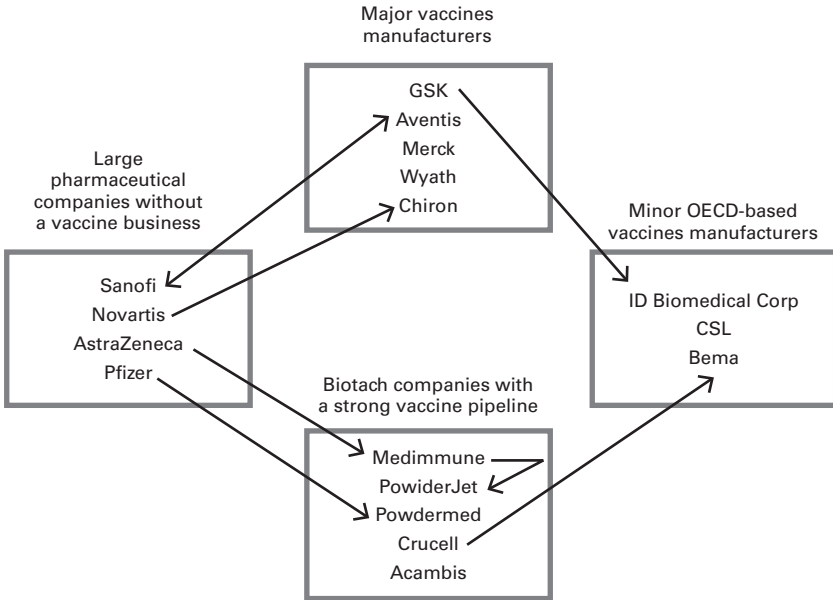 Major vaccines
manufacturers
GSK
Aventis
Merck
Wyath
Chiron
Large
pharmaceutical
companies without
a vaccine business
Sanofi
Novartis
AstraZeneca
Pfizer
Minor OECD-based
vaccines manufacturers
ID Biomedical Corp
CSL
Bema
Biotach companies with
a strong vaccine pipeline
Medimmune
PowiderJet
Powdermed
Crucell
Acambis